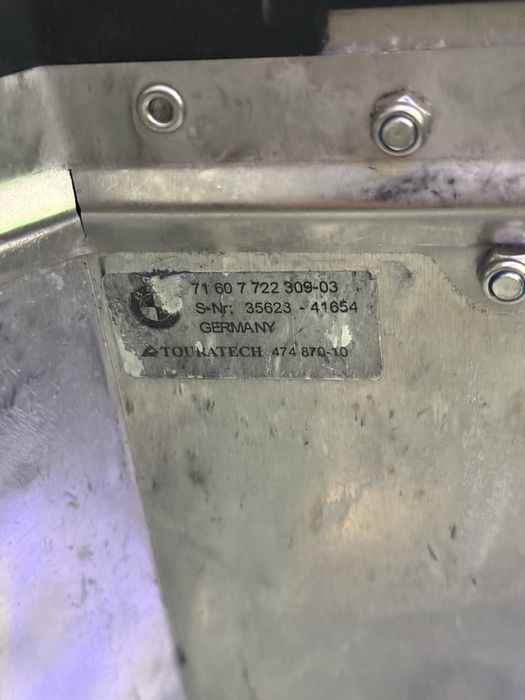 71 60 7 722 309-03
S-Nr: 35623 - 41654
GERMANY
TOURATECH 474 870-10